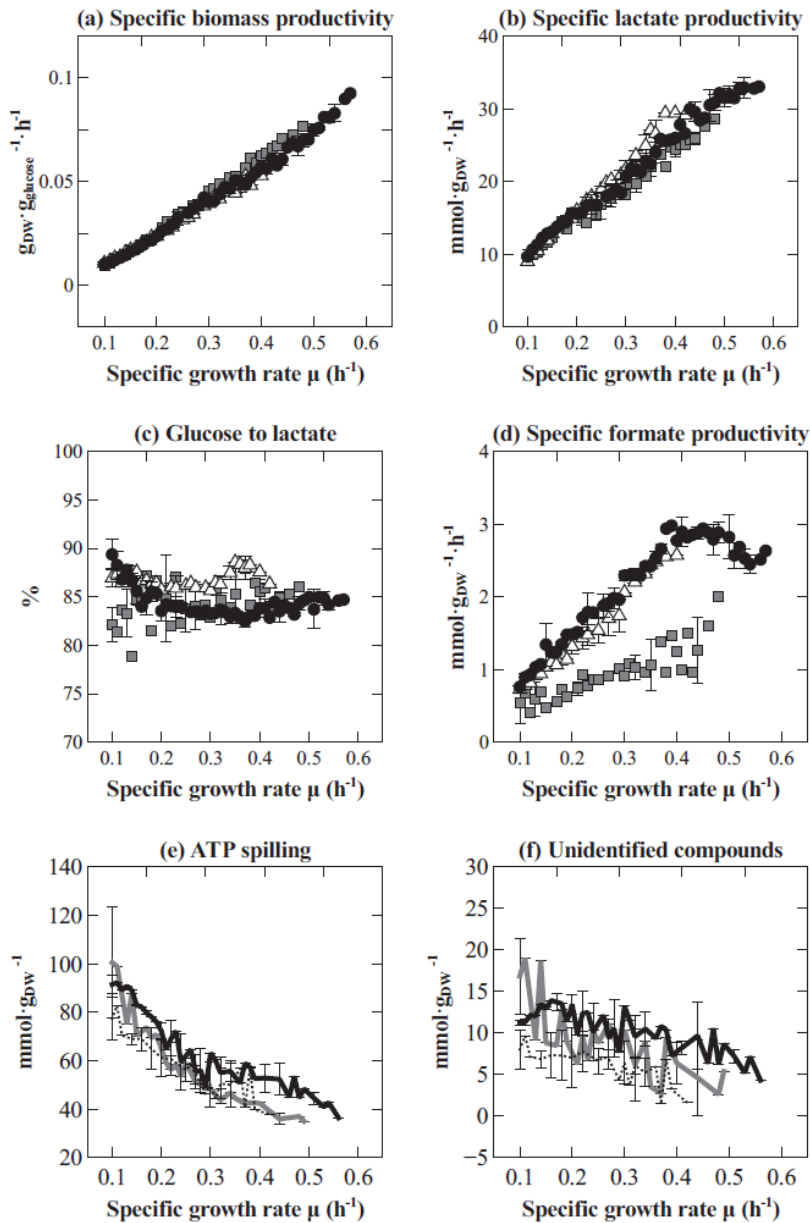 (a) Specific biomass productivity
0.1
0.05
0
g_DW·g_glucose ⁻¹·h⁻¹
0.1 0.2 0.3 0.4 0.5 0.6
Specific growth rate μ (h⁻¹)
(b) Specific lactate productivity
40
30
20
10
0
mmol·g_DW⁻¹·h⁻¹
0.1 0.2 0.3 0.4 0.5 0.6
Specific growth rate μ (h⁻¹)
(c) Glucose to lactate
100
95
90
85
80
75
70
%
0.1 0.2 0.3 0.4 0.5 0.6
Specific growth rate μ (h⁻¹)
(d) Specific formate productivity
4
3
2
1
0
mmol·g_DW⁻¹·h⁻¹
0.1 0.2 0.3 0.4 0.5 0.6
Specific growth rate μ (h⁻¹)
(e) ATP spilling
140
120
100
80
60
40
20
mmol·g_DW ⁻¹
0.1 0.2 0.3 0.4 0.5 0.6
Specific growth rate μ (h⁻¹)
(f) Unidentified compounds
30
25
20
15
10
5
0
−5
mmol·g_DW ⁻¹
0.1 0.2 0.3 0.4 0.5 0.6
Specific growth rate μ (h⁻¹)